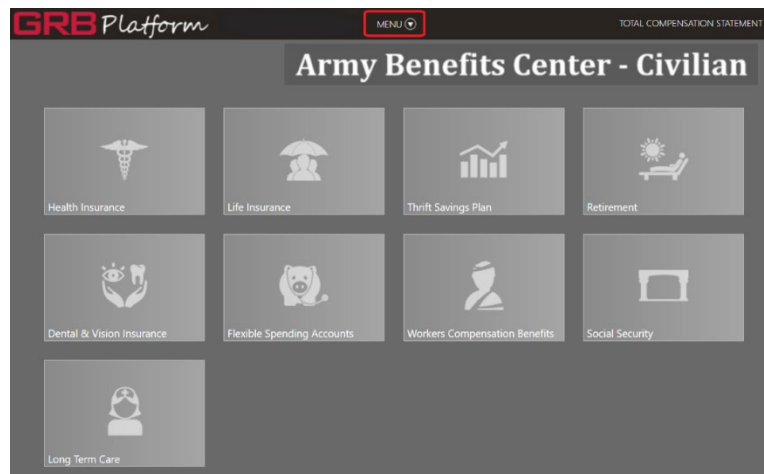 GRB Platform
MENU
TOTAL COMPENSATION STATEMENT
Army Benefits Center - Civilian
Health Insurance
Life Insurance
Thrift Savings Plan
Retirement
Dental & Vision Insurance
Flexible Spending Accounts
Workers Compensation Benefits
Social Security
Long Term Care